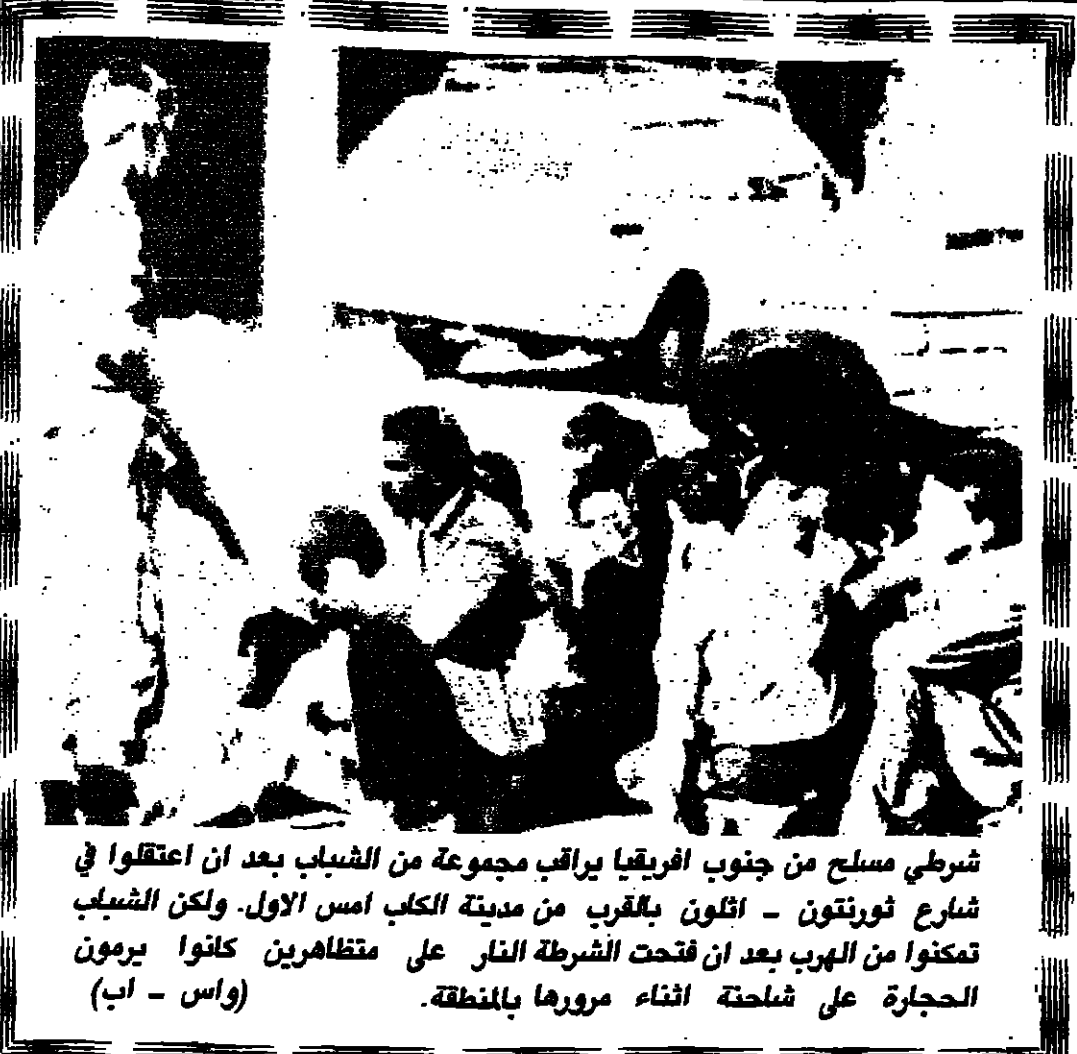 شرطي مسلح من جنوب افريقيا يراقب مجموعة من الشباب بعد ان اعتقلوا في
شارع ثورنتون - اثلون بالقرب من مدينة الكاب امس الاول. ولكن الشباب
تمكنوا من الهرب بعد ان فتحت الشرطة النار على متظاهرين كانوا يرمون
الحجارة على شاحنة اثناء مرورها بالمنطقة. (واس - اب)